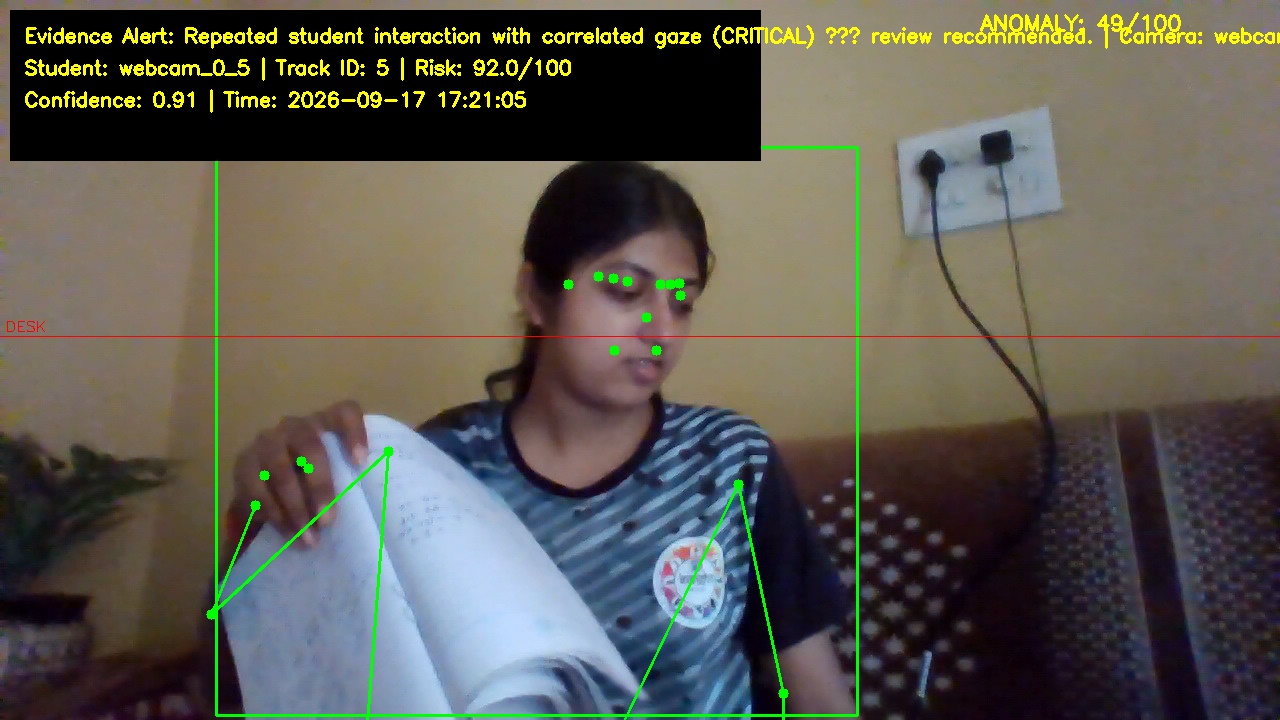 ANOMALY: 49/100
Evidence Alert: Repeated student interaction with correlated gaze (CRITICAL) ??? review recommended. | Camera: webca
Student: webcam_0_5 | Track ID: 5 | Risk: 92.0/100
Confidence: 0.91 | Time: 2026-09-17 17:21:05
DESK